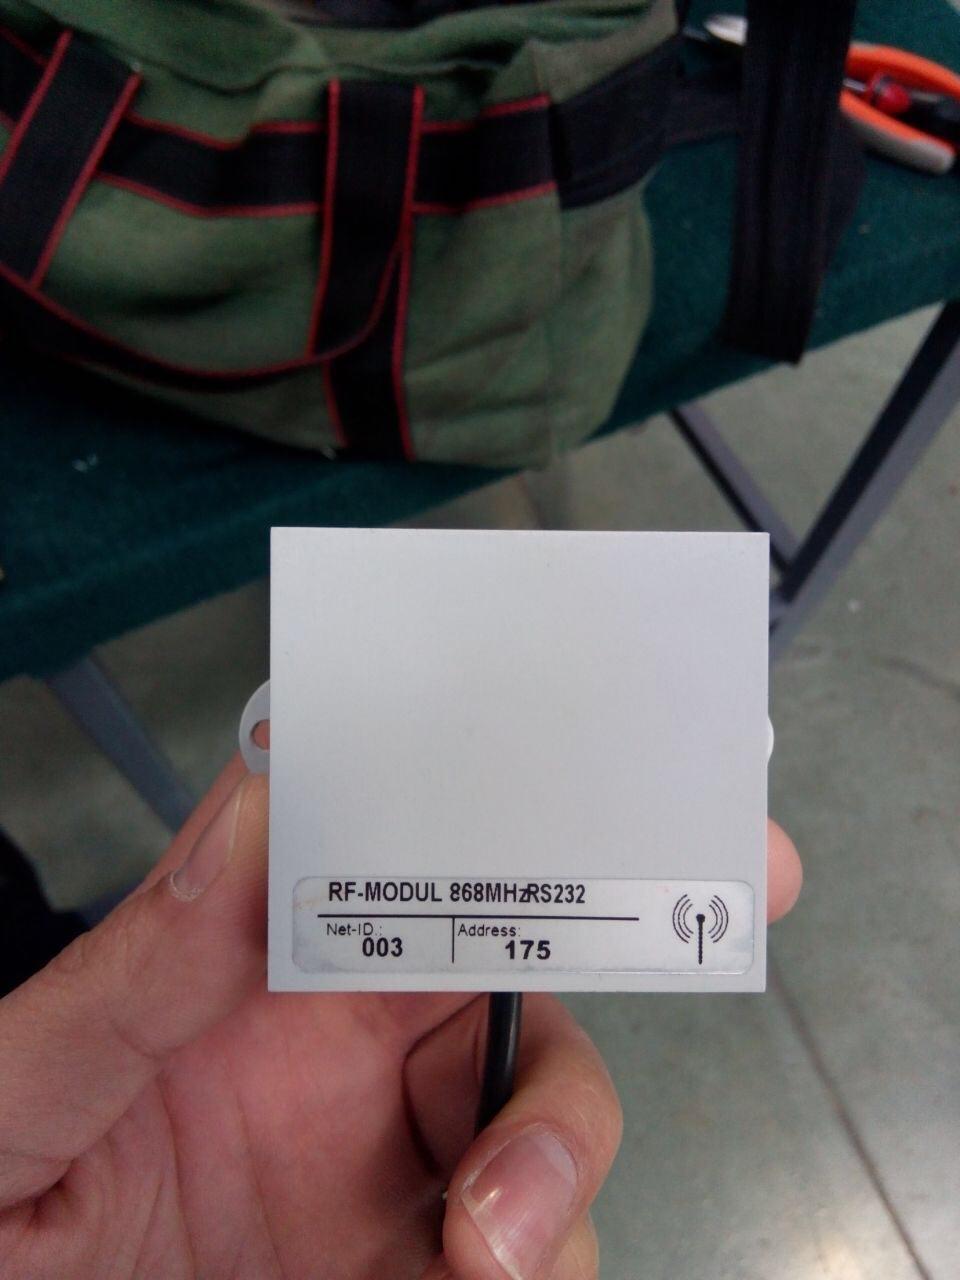 RF-MODUL 868MHzRS232
Net-ID.: Address:
003 175